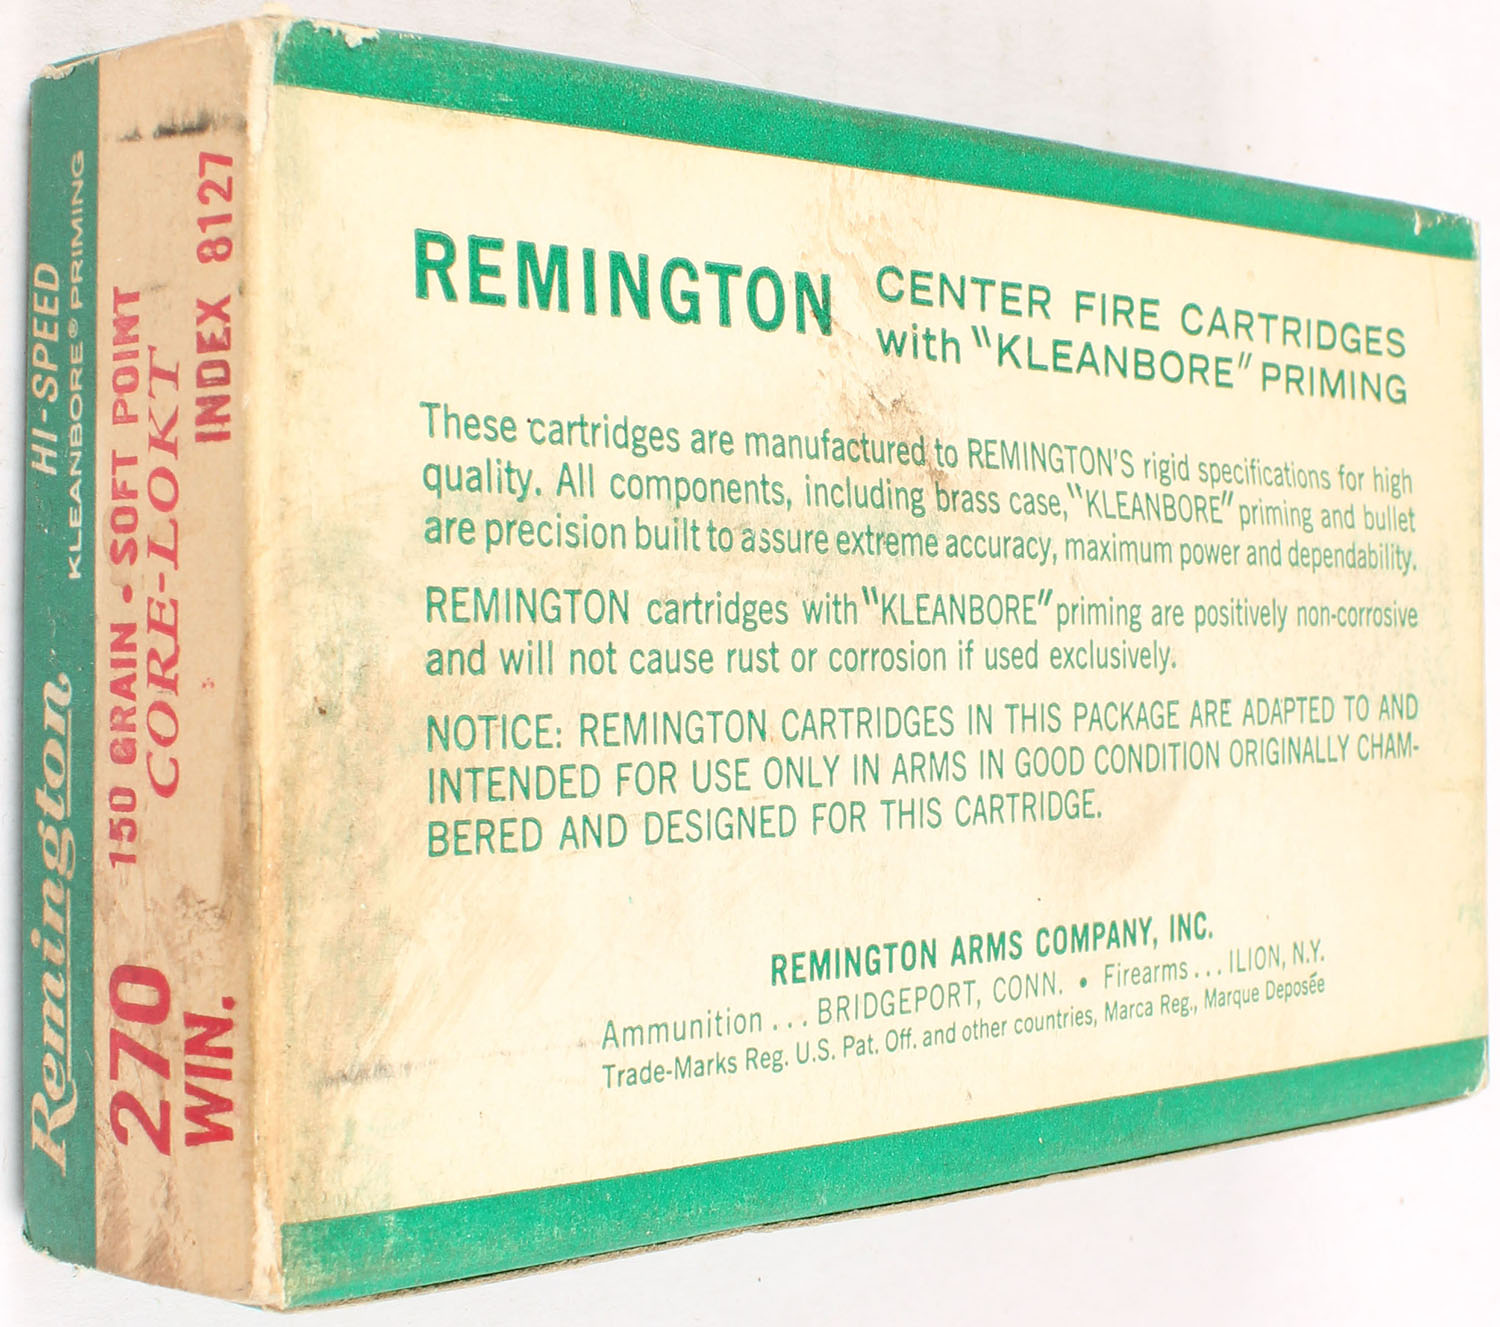 Remington
HI-SPEED
KLEANBORE® PRIMING
270
WIN.
150 GRAIN • SOFT POINT
CORE-LOKT
INDEX 8127
REMINGTON
CENTER FIRE CARTRIDGES
with "KLEANBORE" PRIMING
These cartridges are manufactured to REMINGTON'S rigid specifications for high
quality. All components, including brass case, "KLEANBORE" priming and bullet
are precision built to assure extreme accuracy, maximum power and dependability.
REMINGTON cartridges with "KLEANBORE" priming are positively non-corrosive
and will not cause rust or corrosion if used exclusively.
NOTICE: REMINGTON CARTRIDGES IN THIS PACKAGE ARE ADAPTED TO AND
INTENDED FOR USE ONLY IN ARMS IN GOOD CONDITION ORIGINALLY CHAM-
BERED AND DESIGNED FOR THIS CARTRIDGE.
REMINGTON ARMS COMPANY, INC.
Ammunition . . . BRIDGEPORT, CONN. • Firearms . . . ILION, N.Y.
Trade-Marks Reg. U.S. Pat. Off. and other countries, Marca Reg., Marque Deposée